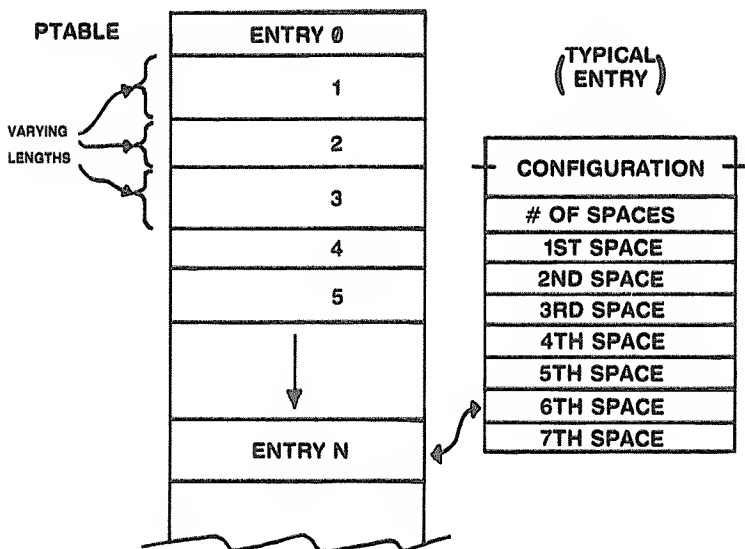 PTABLE
ENTRY 0
1
2
3
4
5
ENTRY N
VARYING
LENGTHS
(TYPICAL
ENTRY)
CONFIGURATION
# OF SPACES
1ST SPACE
2ND SPACE
3RD SPACE
4TH SPACE
5TH SPACE
6TH SPACE
7TH SPACE